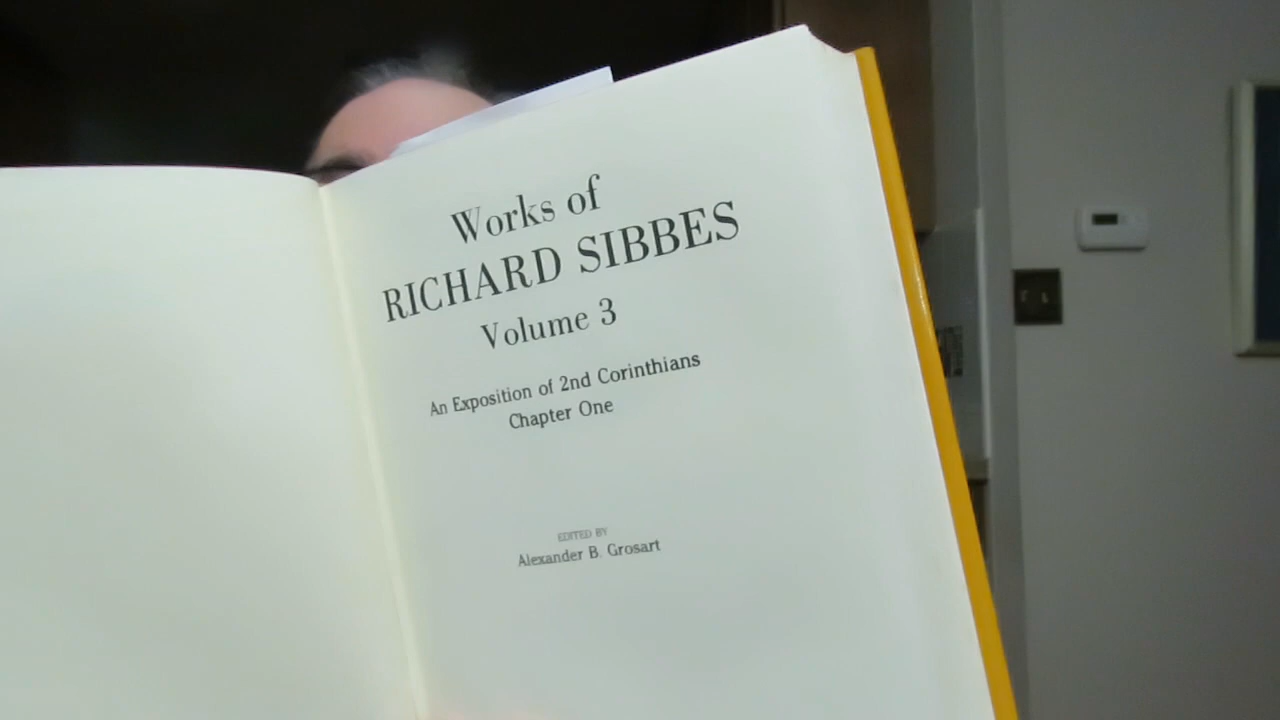 Works of
RICHARD SIBBES
Volume 3
An Exposition of 2nd Corinthians
Chapter One
EDITED BY
Alexander B. Grosart